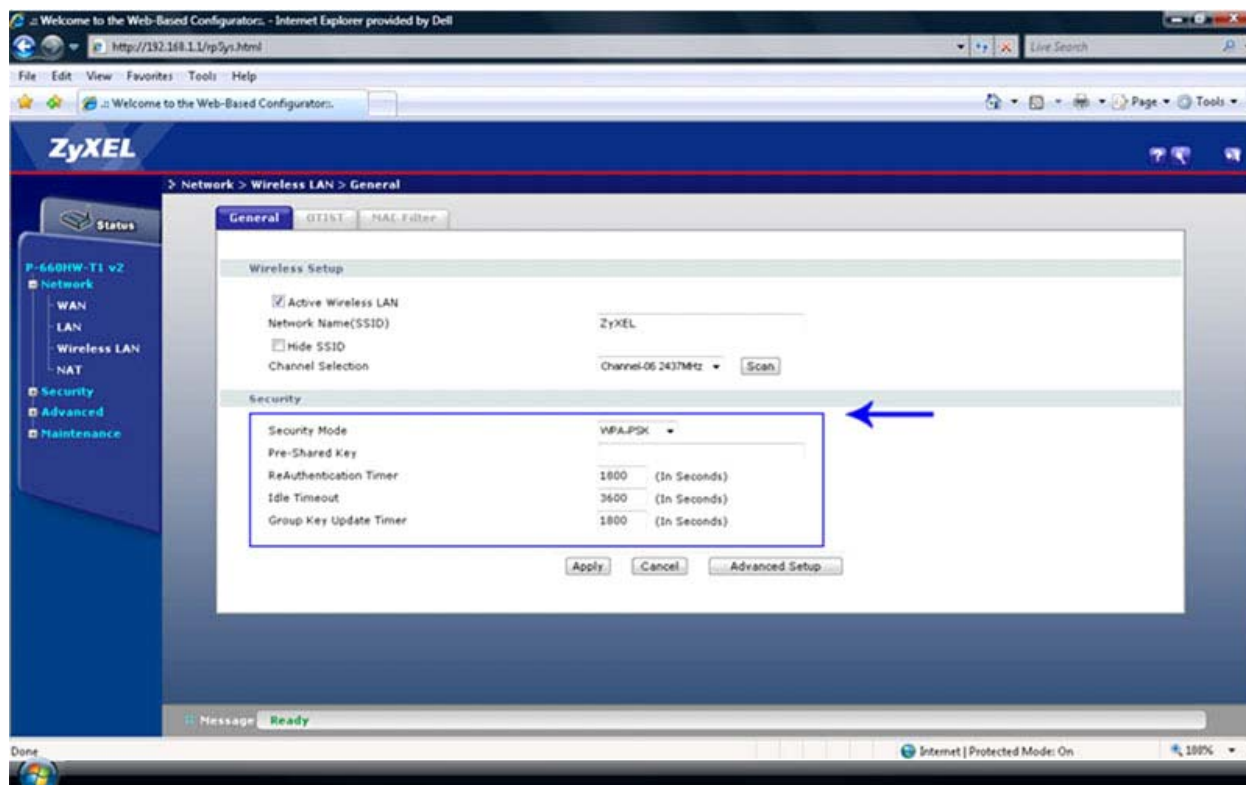 .:: Welcome to the Web-Based Configurator::. - Internet Explorer provided by Dell
http://192.168.1.1/rpSys.html
Live Search
File Edit View Favorites Tools Help
.:: Welcome to the Web-Based Configurator::.
Page Tools
ZyXEL
> Network > Wireless LAN > General
Status
General OTIST MAC Filter
P-660HW-T1 v2
Network
WAN
LAN
Wireless LAN
NAT
Security
Advanced
Maintenance
Wireless Setup
Active Wireless LAN
Network Name(SSID) ZyXEL
Hide SSID
Channel Selection Channel-06 2437MHz Scan
Security
Security Mode WPA-PSK
Pre-Shared Key
ReAuthentication Timer 1800 (In Seconds)
Idle Timeout 3600 (In Seconds)
Group Key Update Timer 1800 (In Seconds)
Apply Cancel Advanced Setup
Message Ready
Done Internet | Protected Mode: On 100%